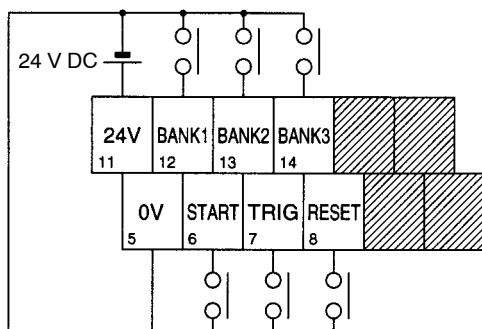 24 V DC
24V BANK1 BANK2 BANK3
11 12 13 14
0V START TRIG RESET
5 6 7 8